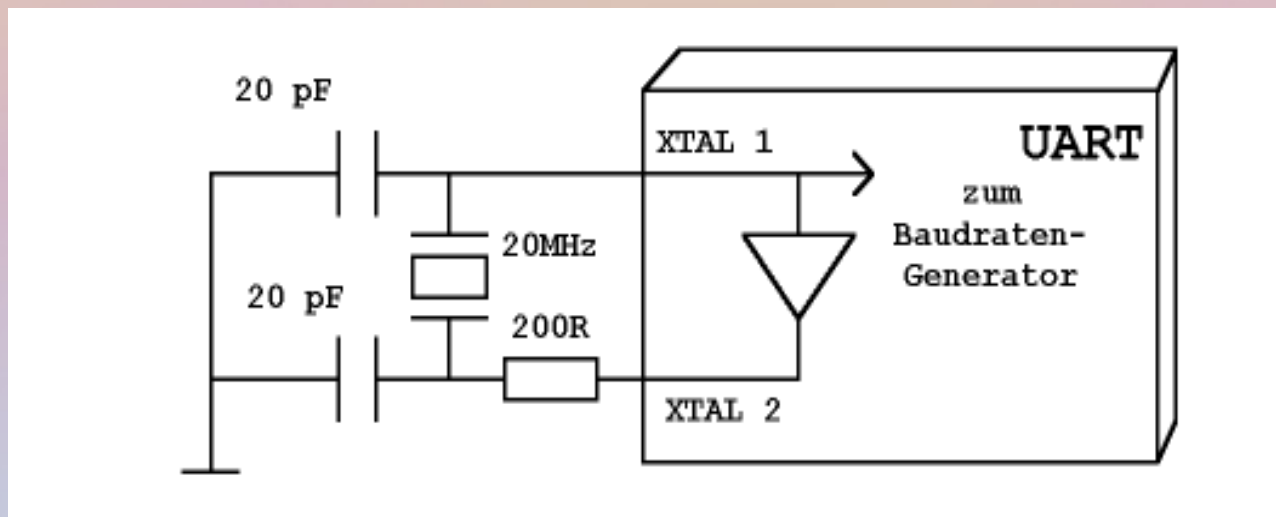 20 pF
XTAL 1
UART
zum
Baudraten-
Generator
20MHz
20 pF
200R
XTAL 2